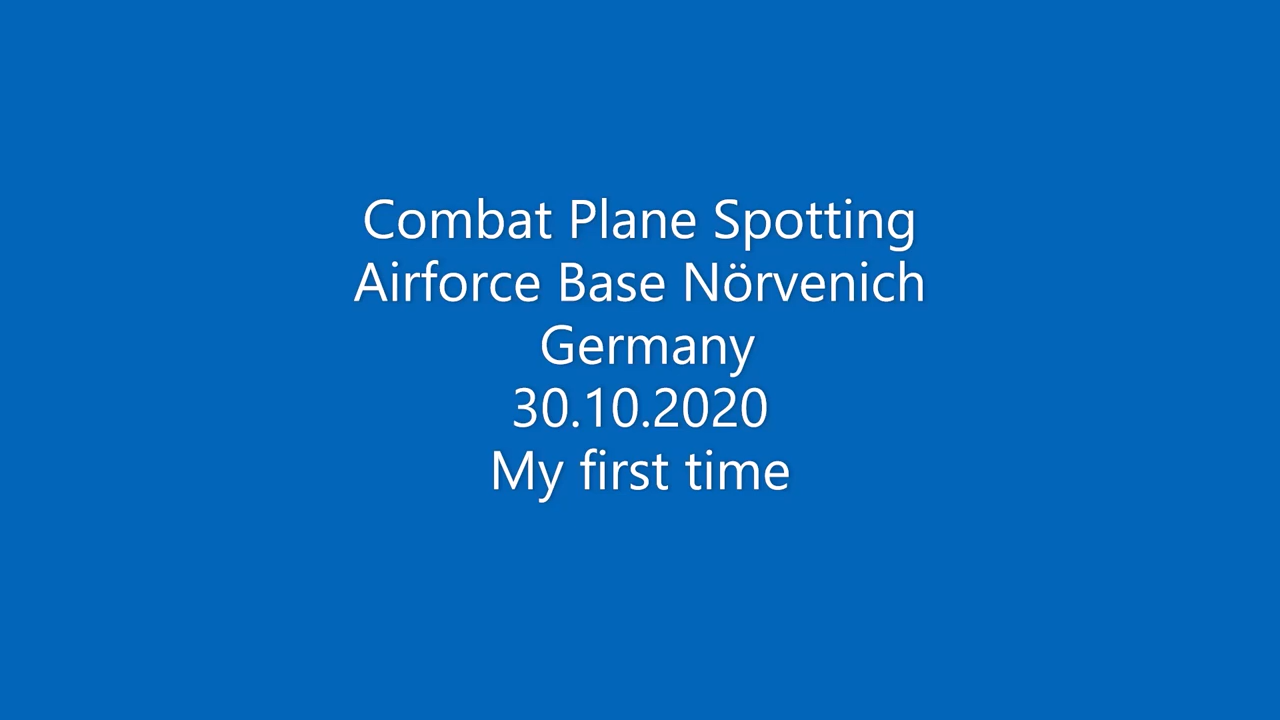 Combat Plane Spotting
Airforce Base Nörvenich
Germany
30.10.2020
My first time